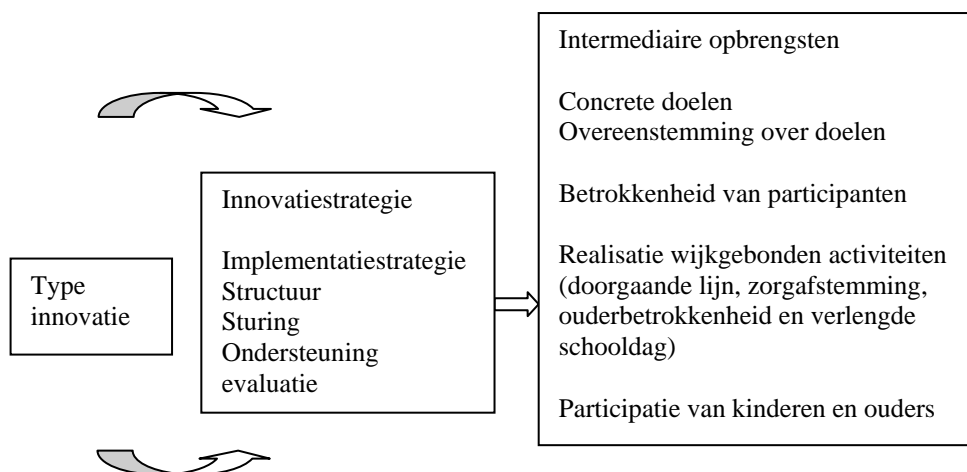 Type
innovatie
Innovatiestrategie
Implementatiestrategie
Structuur
Sturing
Ondersteuning
evaluatie
Intermediaire opbrengsten
Concrete doelen
Overeenstemming over doelen
Betrokkenheid van participanten
Realisatie wijkgebonden activiteiten
(doorgaande lijn, zorgafstemming,
ouderbetrokkenheid en verlengde
schooldag)
Participatie van kinderen en ouders